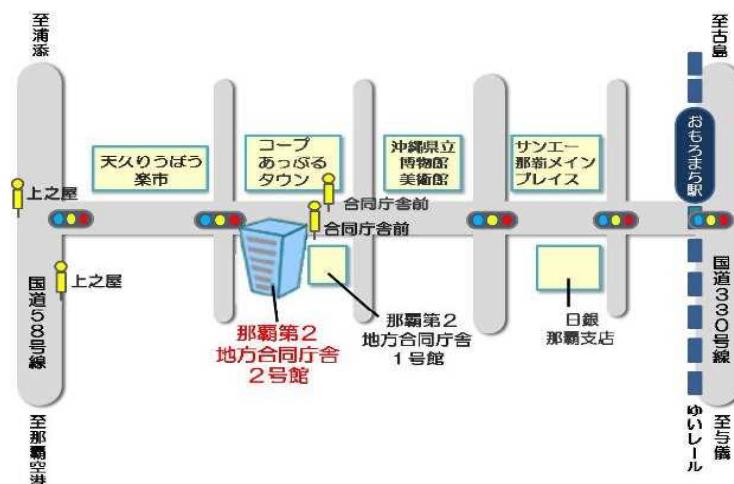 至浦添
至古島
天久りうぼう
楽市
コープ
あっぷる
タウン
沖縄県立
博物館
美術館
サンエー
那覇メイン
プレイス
おもろまち駅
上之屋
合同庁舎前
合同庁舎前
上之屋
国道58号線
国道330号線
那覇第2
地方合同庁舎
2号館
那覇第2
地方合同庁舎
1号館
日銀
那覇支店
至那覇空港
ゆいレール
至与儀